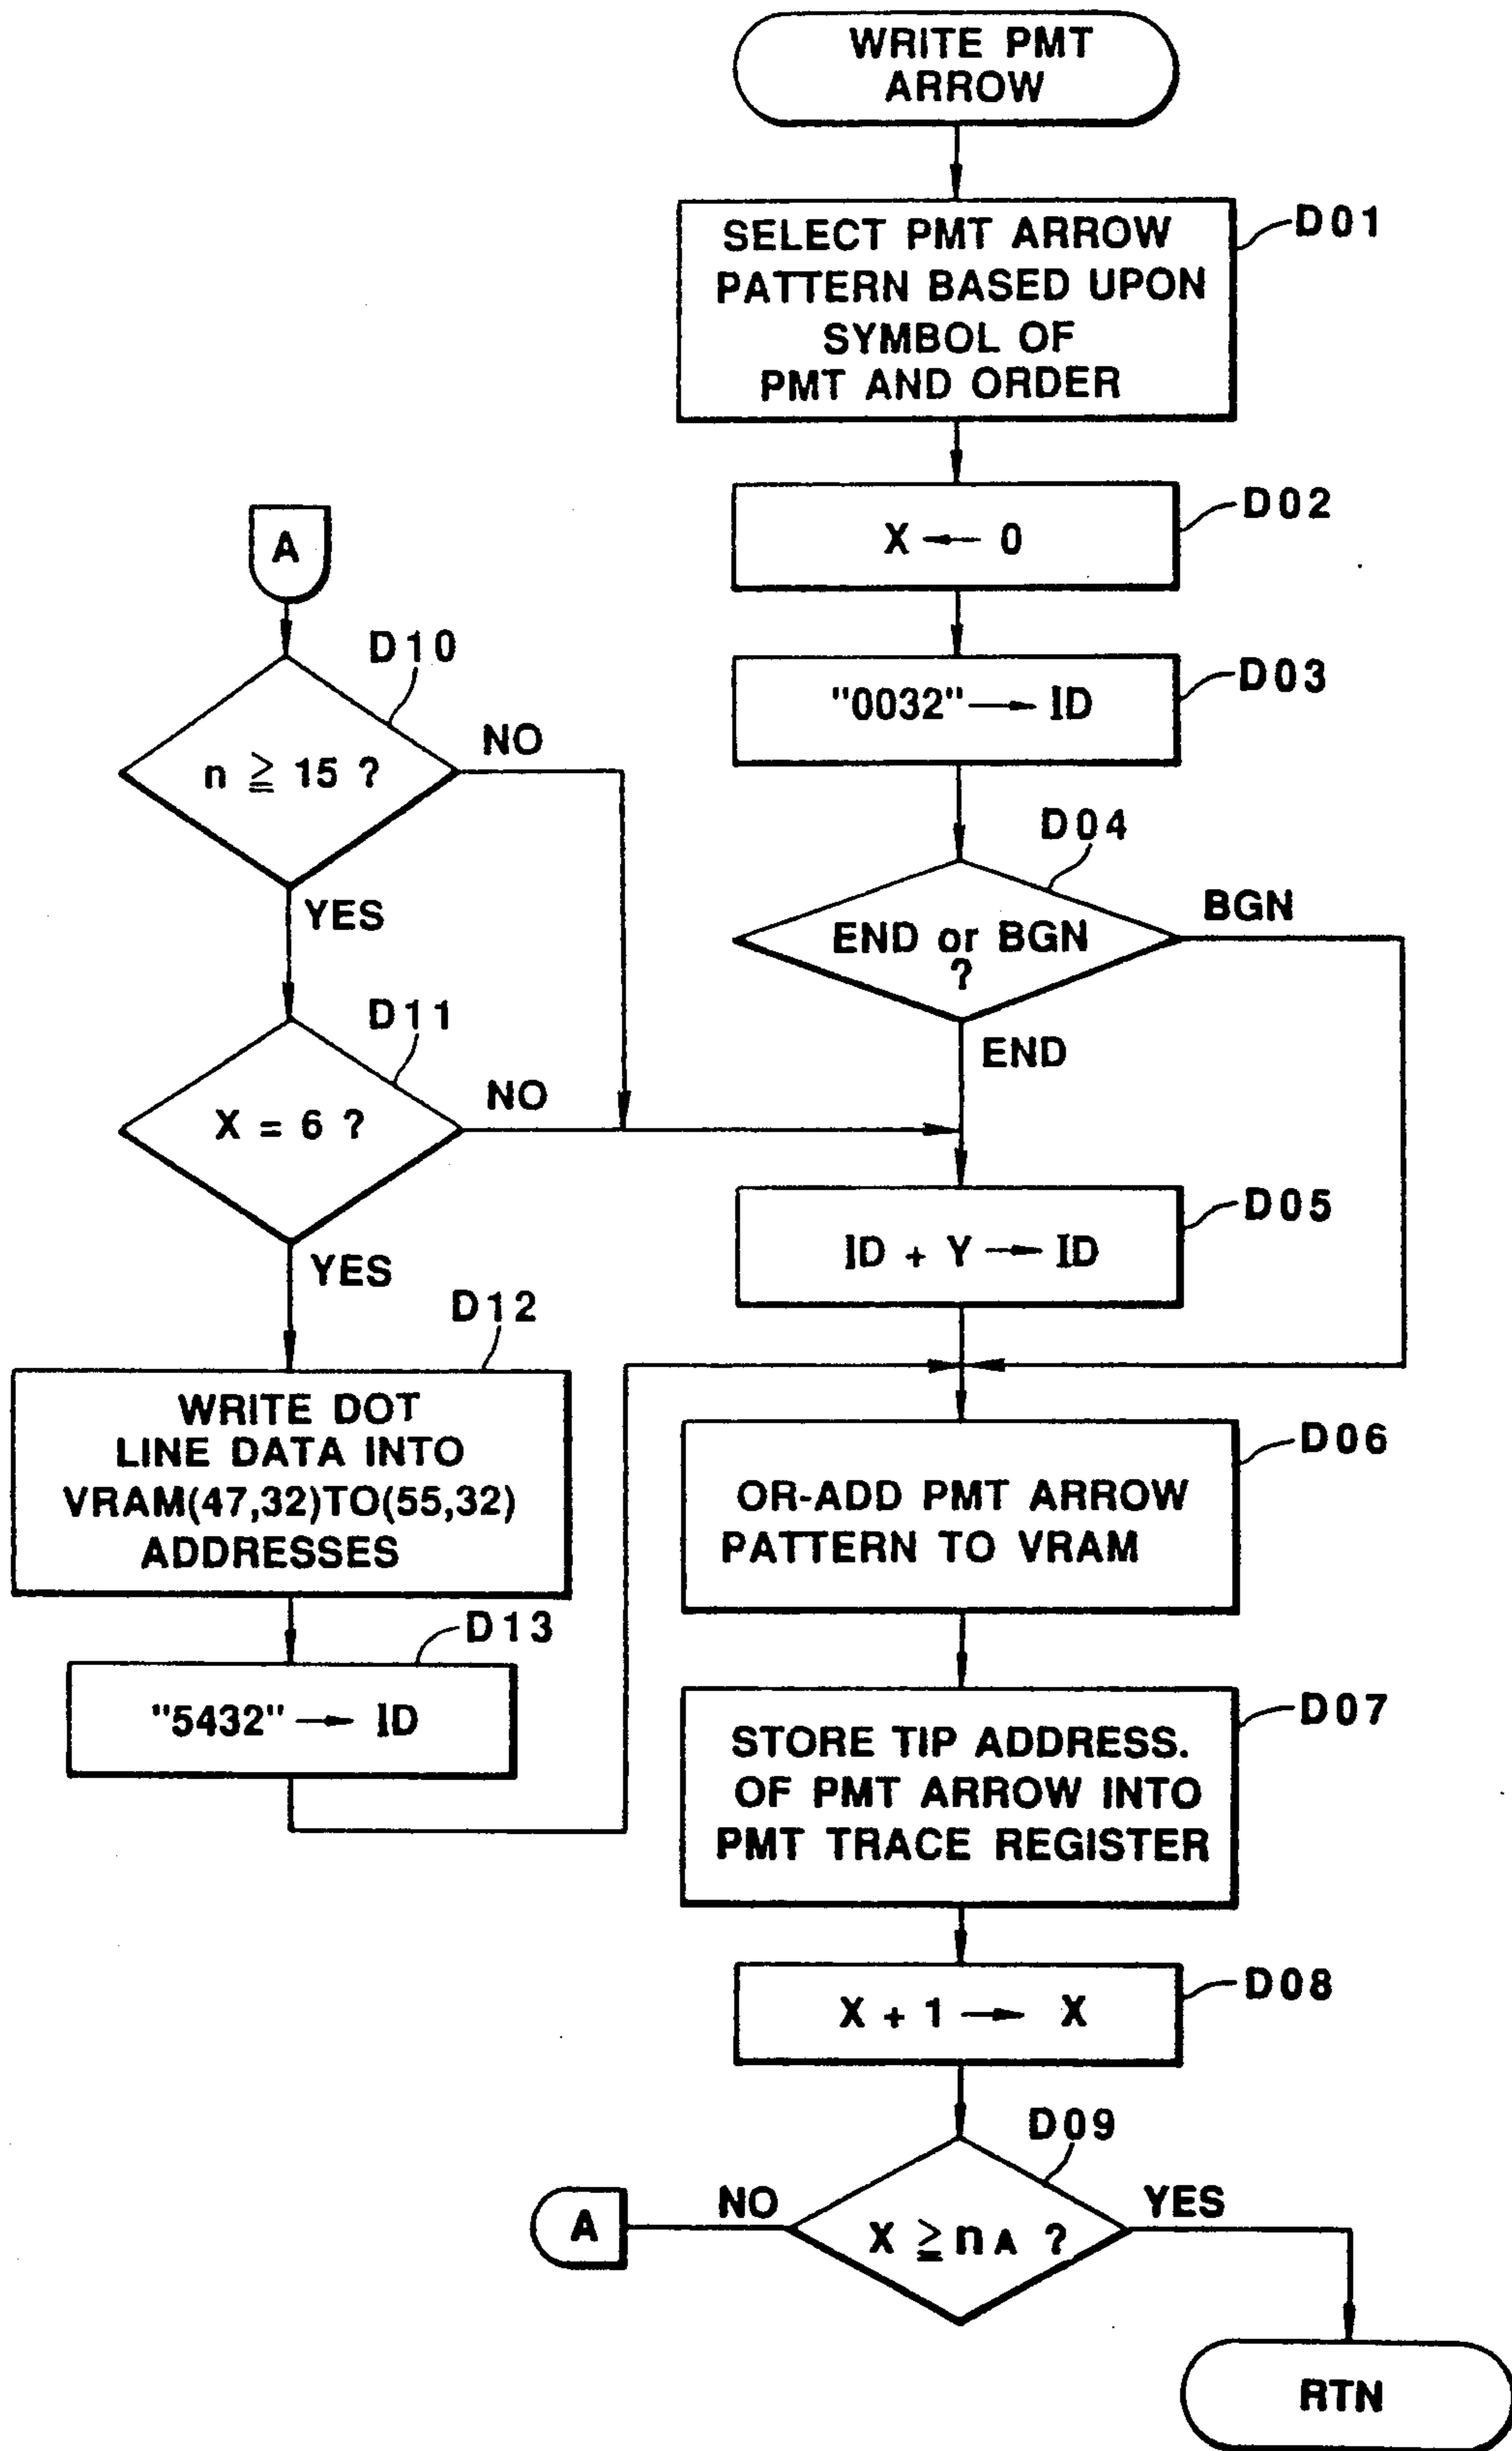 WRITE PMT
ARROW
SELECT PMT ARROW
PATTERN BASED UPON
SYMBOL OF
PMT AND ORDER
D01
X ← 0
D02
"0032" → ID
D03
END or BGN
?
D04
BGN
END
ID + Y → ID
D05
OR-ADD PMT ARROW
PATTERN TO VRAM
D06
STORE TIP ADDRESS.
OF PMT ARROW INTO
PMT TRACE REGISTER
D07
X + 1 → X
D08
X ≧ nA ?
D09
NO
YES
A
RTN
A
n ≧ 15 ?
D10
NO
YES
X = 6 ?
D11
NO
YES
WRITE DOT
LINE DATA INTO
VRAM(47,32)TO(55,32)
ADDRESSES
D12
"5432" → ID
D13